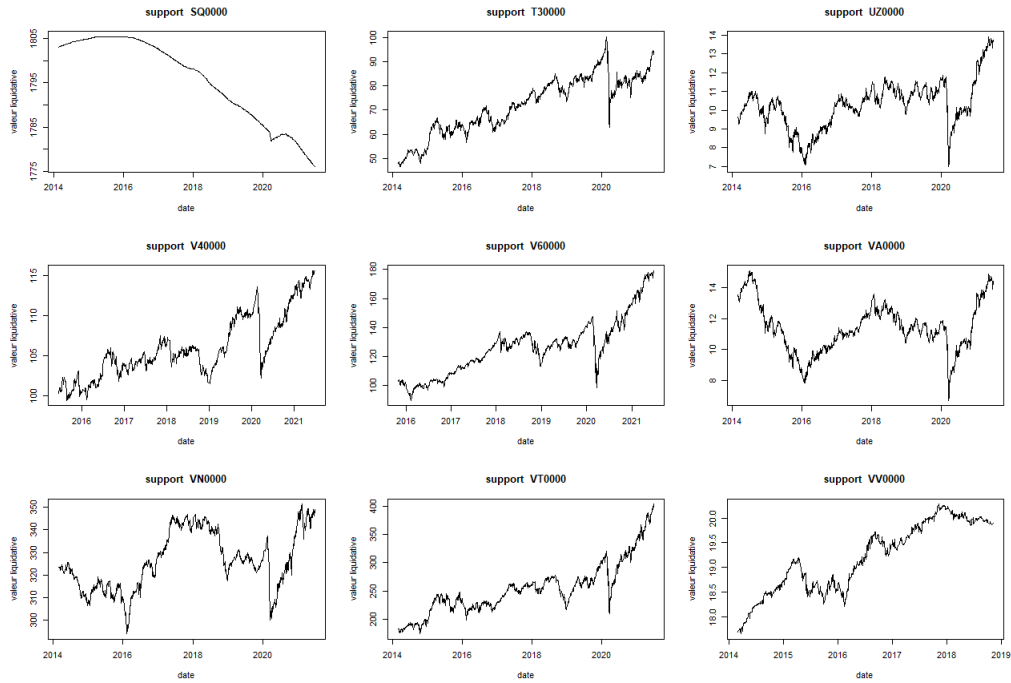 support SQ0000
valeur liquidative
1805
1795
1785
1775
2014 2016 2018 2020
date
support T30000
valeur liquidative
100
90
80
70
60
50
2014 2016 2018 2020
date
support UZ0000
valeur liquidative
14
13
12
11
10
9
8
7
2014 2016 2018 2020
date
support V40000
valeur liquidative
115
110
105
100
2016 2017 2018 2019 2020 2021
date
support V60000
valeur liquidative
180
160
140
120
100
2016 2017 2018 2019 2020 2021
date
support VA0000
valeur liquidative
14
12
10
8
2014 2016 2018 2020
date
support VN0000
valeur liquidative
350
340
330
320
310
300
2014 2016 2018 2020
date
support VT0000
valeur liquidative
400
350
300
250
200
2014 2016 2018 2020
date
support VV0000
valeur liquidative
20.0
19.5
19.0
18.5
18.0
2014 2015 2016 2017 2018 2019
date